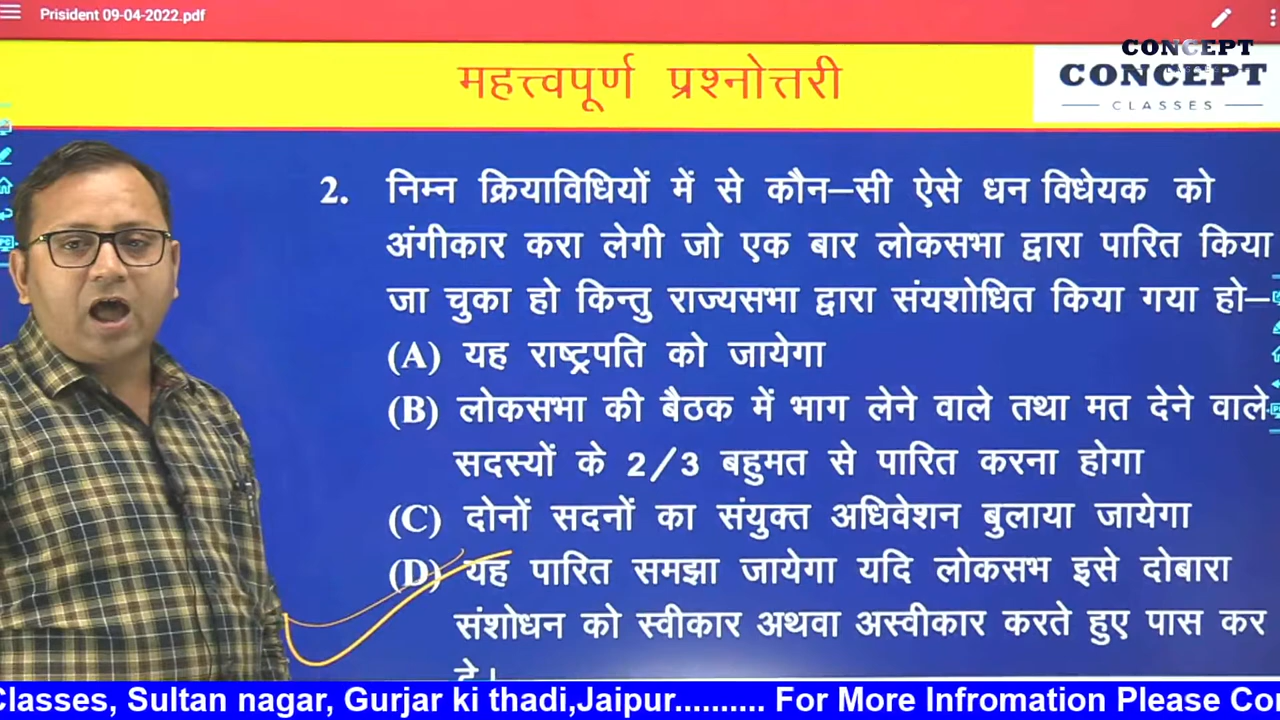 Prisident 09-04-2022.pdf
CONCEPT
महत्त्वपूर्ण प्रश्नोत्तरी
CONCEPT
CLASSES
2. निम्न क्रियाविधियों में से कौन–सी ऐसे धन विधेयक को
अंगीकार करा लेगी जो एक बार लोकसभा द्वारा पारित किया
जा चुका हो किन्तु राज्यसभा द्वारा संयशोधित किया गया हो–
(A) यह राष्ट्रपति को जायेगा
(B) लोकसभा की बैठक में भाग लेने वाले तथा मत देने वाले
सदस्यों के 2/3 बहुमत से पारित करना होगा
(C) दोनों सदनों का संयुक्त अधिवेशन बुलाया जायेगा
(D) यह पारित समझा जायेगा यदि लोकसभ इसे दोबारा
संशोधन को स्वीकार अथवा अस्वीकार करते हुए पास कर
दे।
Classes, Sultan nagar, Gurjar ki thadi,Jaipur.......... For More Infromation Please Co